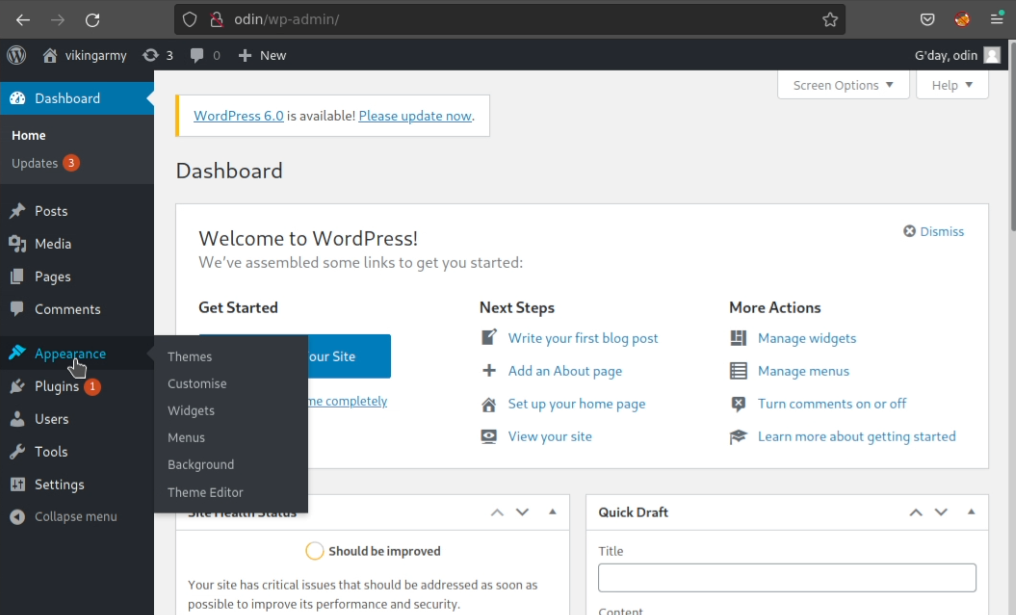 odin/wp-admin/
vikingarmy 3 0 New G'day, odin
Dashboard
Home
Updates 3
Posts
Media
Pages
Comments
Appearance
Plugins 1
Users
Tools
Settings
Collapse menu
Themes
Customise
Widgets
Menus
Background
Theme Editor
Screen Options Help
WordPress 6.0 is available! Please update now.
Dashboard
Welcome to WordPress!
We've assembled some links to get you started:
Dismiss
Get Started
our Site
me completely
Next Steps
Write your first blog post
Add an About page
Set up your home page
View your site
More Actions
Manage widgets
Manage menus
Turn comments on or off
Learn more about getting started
Site Health Status
Should be improved
Your site has critical issues that should be addressed as soon as
possible to improve its performance and security.
Quick Draft
Title
Content